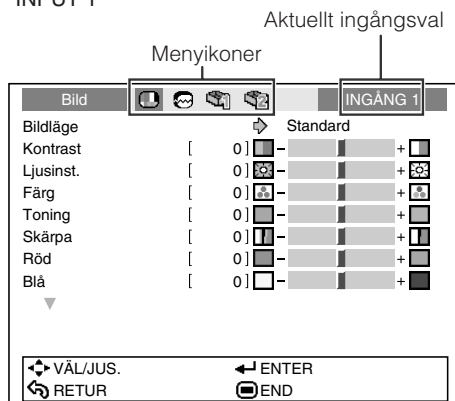 INPUT 1
Aktuellt ingångsval
Menyikoner
Bild INGÅNG 1
Bildläge Standard
Kontrast [ 0 ] - +
Ljusinst. [ 0 ] - +
Färg [ 0 ] - +
Toning [ 0 ] - +
Skärpa [ 0 ] - +
Röd [ 0 ] - +
Blå [ 0 ] - +
VÄL/JUS. ENTER
RETUR END